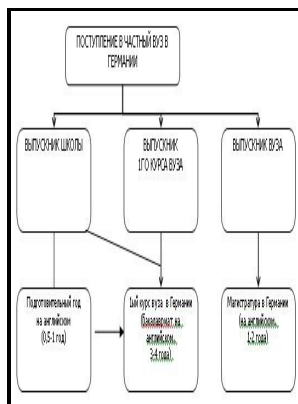 ПОСТУПЛЕНИЕ В ЧАСТНЫЙ ВУЗ В
ГЕРМАНИИ
ВЫПУСКНИК ШКОЛЫ
ВЫПУСКНИК
1ГО КУРСА ВУЗА
ВЫПУСКНИК ВУЗА
Подготовительный год
на английском
(0,5-1 год)
1ый курс вуза в Германии
(бакалавриат на
английском,
3-4 года)
Магистратура в Германии
(на английском,
1-2 года)